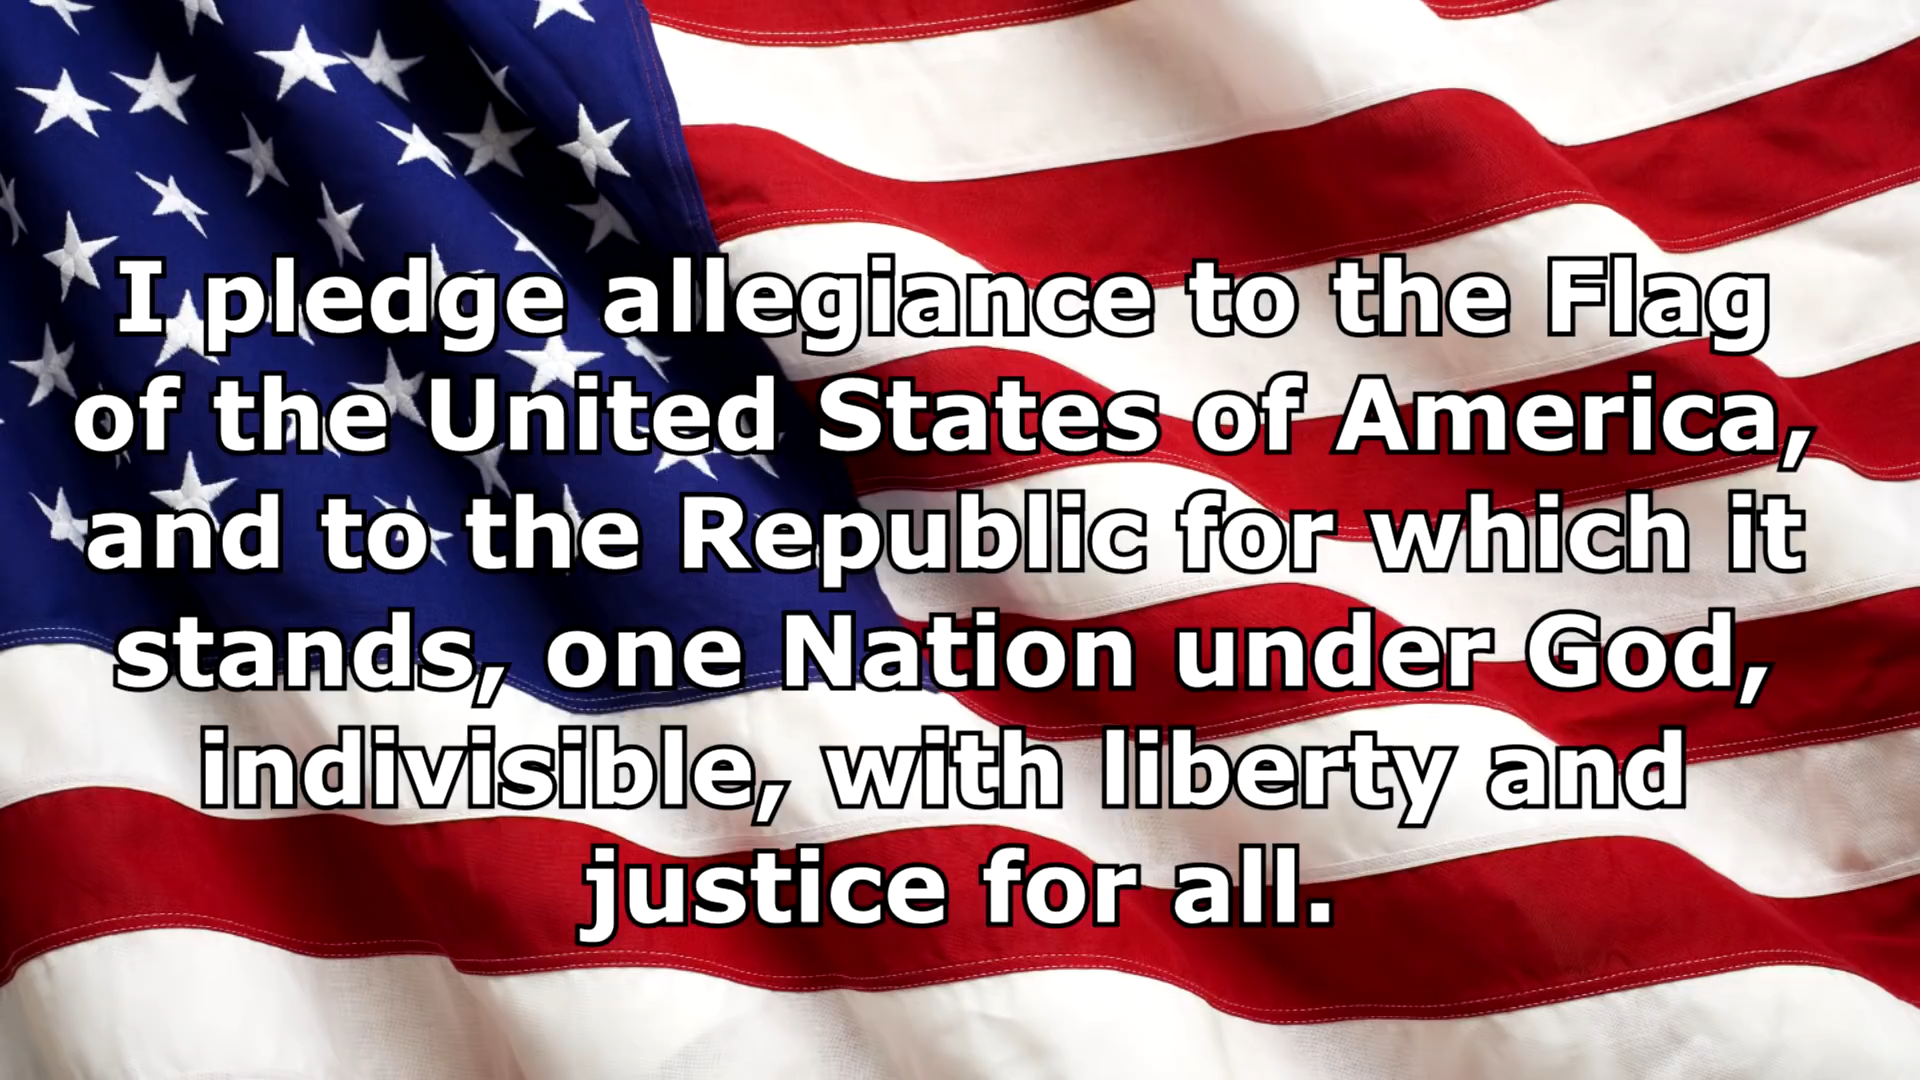 I pledge allegiance to the Flag
of the United States of America,
and to the Republic for which it
stands, one Nation under God,
indivisible, with liberty and
justice for all.